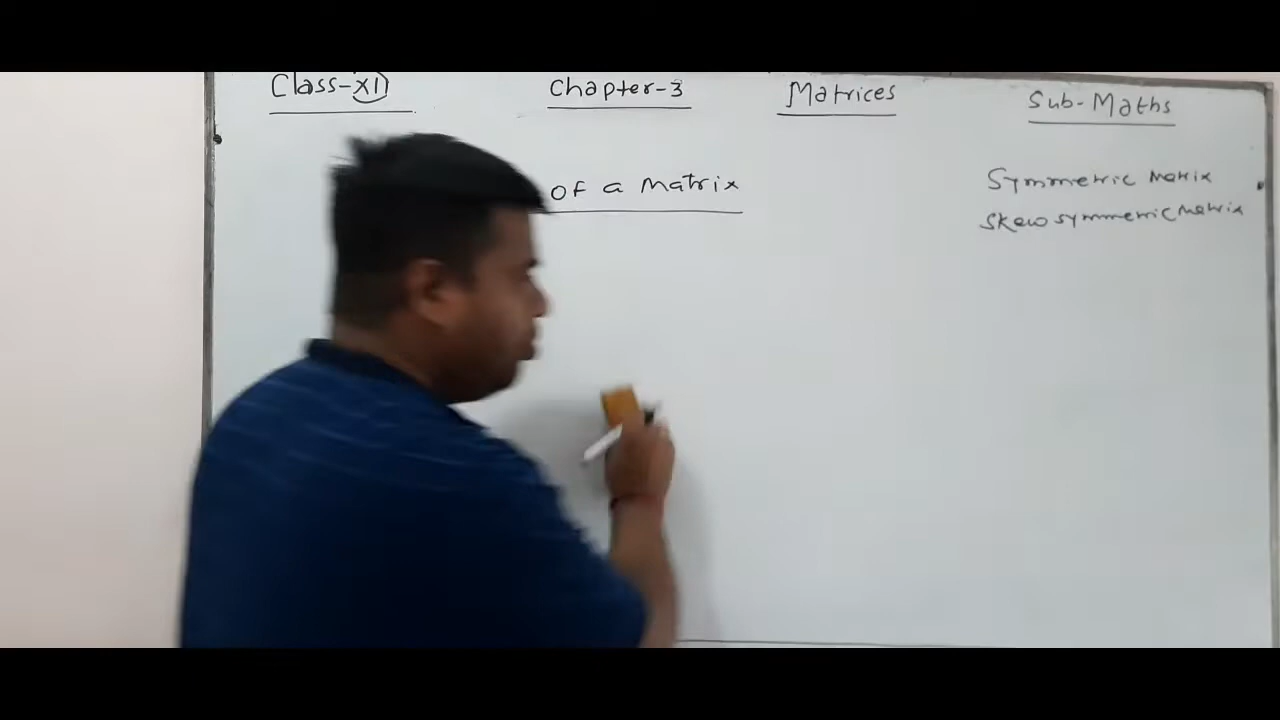 Class-XII Chapter-3 Matrices Sub-Maths
of a Matrix
Symmetric Matrix
Skew symmetric Matrix